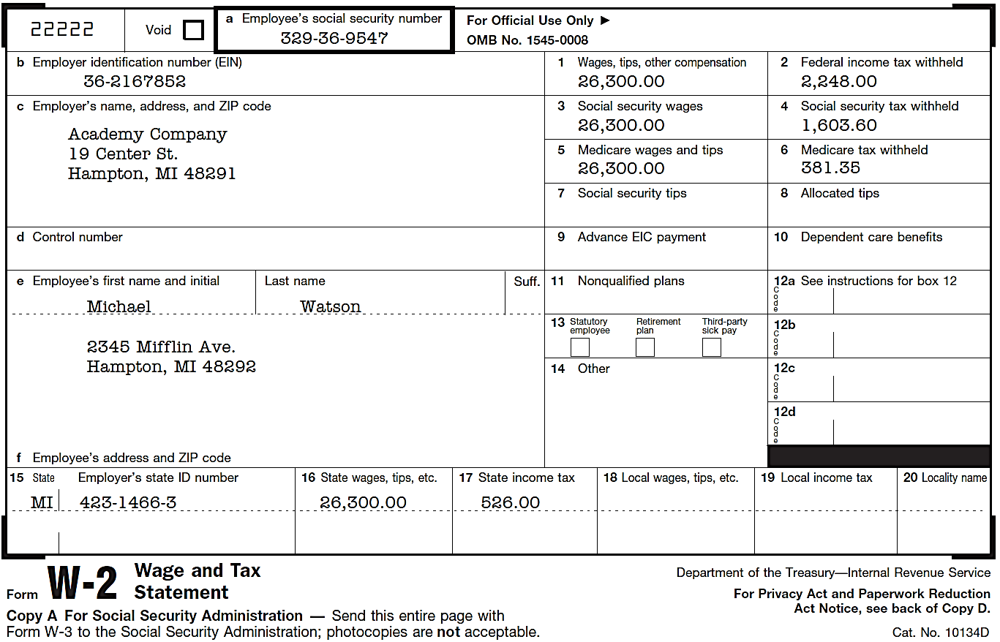 22222
Void
a Employee's social security number
329-36-9547
For Official Use Only ►
OMB No. 1545-0008
b Employer identification number (EIN)
36-2167852
1 Wages, tips, other compensation
26,300.00
2 Federal income tax withheld
2,248.00
c Employer's name, address, and ZIP code
Academy Company
19 Center St.
Hampton, MI 48291
3 Social security wages
26,300.00
4 Social security tax withheld
1,603.60
5 Medicare wages and tips
26,300.00
6 Medicare tax withheld
381.35
7 Social security tips
8 Allocated tips
d Control number
9 Advance EIC payment
10 Dependent care benefits
e Employee's first name and initial
Michael
Last name
Watson
Suff.
2345 Mifflin Ave.
Hampton, MI 48292
f Employee's address and ZIP code
11 Nonqualified plans
12a See instructions for box 12
Code
13 Statutory employee
Retirement plan
Third-party sick pay
12b
Code
14 Other
12c
Code
12d
Code
15 State Employer's state ID number
MI 423-1466-3
16 State wages, tips, etc.
26,300.00
17 State income tax
526.00
18 Local wages, tips, etc.
19 Local income tax
20 Locality name
Form W-2 Wage and Tax
Statement
Copy A For Social Security Administration — Send this entire page with
Form W-3 to the Social Security Administration; photocopies are not acceptable.
Department of the Treasury—Internal Revenue Service
For Privacy Act and Paperwork Reduction
Act Notice, see back of Copy D.
Cat. No. 10134D